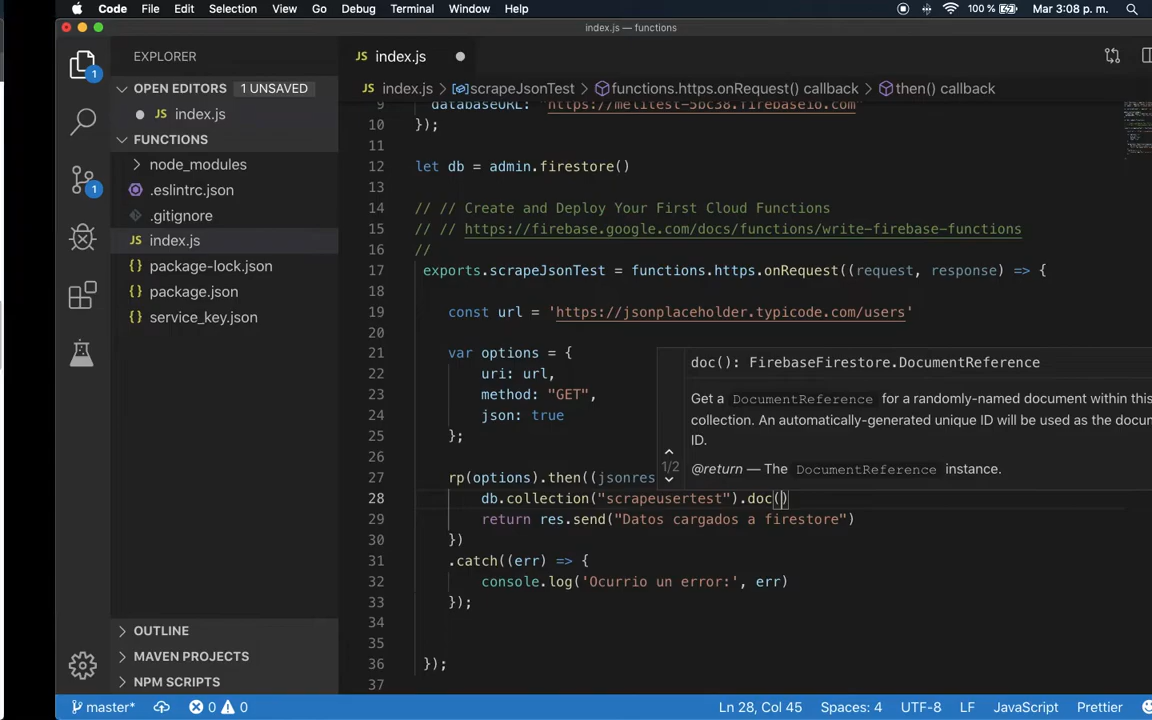 Code File Edit Selection View Go Debug Terminal Window Help 100 % Mar 3:08 p. m.
index.js — functions
EXPLORER
JS index.js
JS index.js > scrapeJsonTest > functions.https.onRequest() callback > then() callback
OPEN EDITORS 1 UNSAVED
JS index.js
FUNCTIONS
node_modules
.eslintrc.json
.gitignore
JS index.js
{} package-lock.json
{} package.json
{} service_key.json
OUTLINE
MAVEN PROJECTS
NPM SCRIPTS
1
1
9 databaseURL: "https://metitest-5bc38.firebaseio.com"
10 });
11
12 let db = admin.firestore()
13
14 // // Create and Deploy Your First Cloud Functions
15 // // https://firebase.google.com/docs/functions/write-firebase-functions
16 //
17 exports.scrapeJsonTest = functions.https.onRequest((request, response) => {
18
19 const url = 'https://jsonplaceholder.typicode.com/users'
20
21 var options = {
22 uri: url,
23 method: "GET",
24 json: true
25 };
26
27 rp(options).then((jsonres
28 db.collection("scrapeusertest").doc()
29 return res.send("Datos cargados a firestore")
30 })
31 .catch((err) => {
32 console.log('Ocurrio un error:', err)
33 });
34
35
36 });
37
doc(): FirebaseFirestore.DocumentReference
1/2
Get a DocumentReference for a randomly-named document within this
collection. An automatically-generated unique ID will be used as the
ID.
@return — The DocumentReference instance.
master* 0 0 Ln 28, Col 45 Spaces: 4 UTF-8 LF JavaScript Prettier